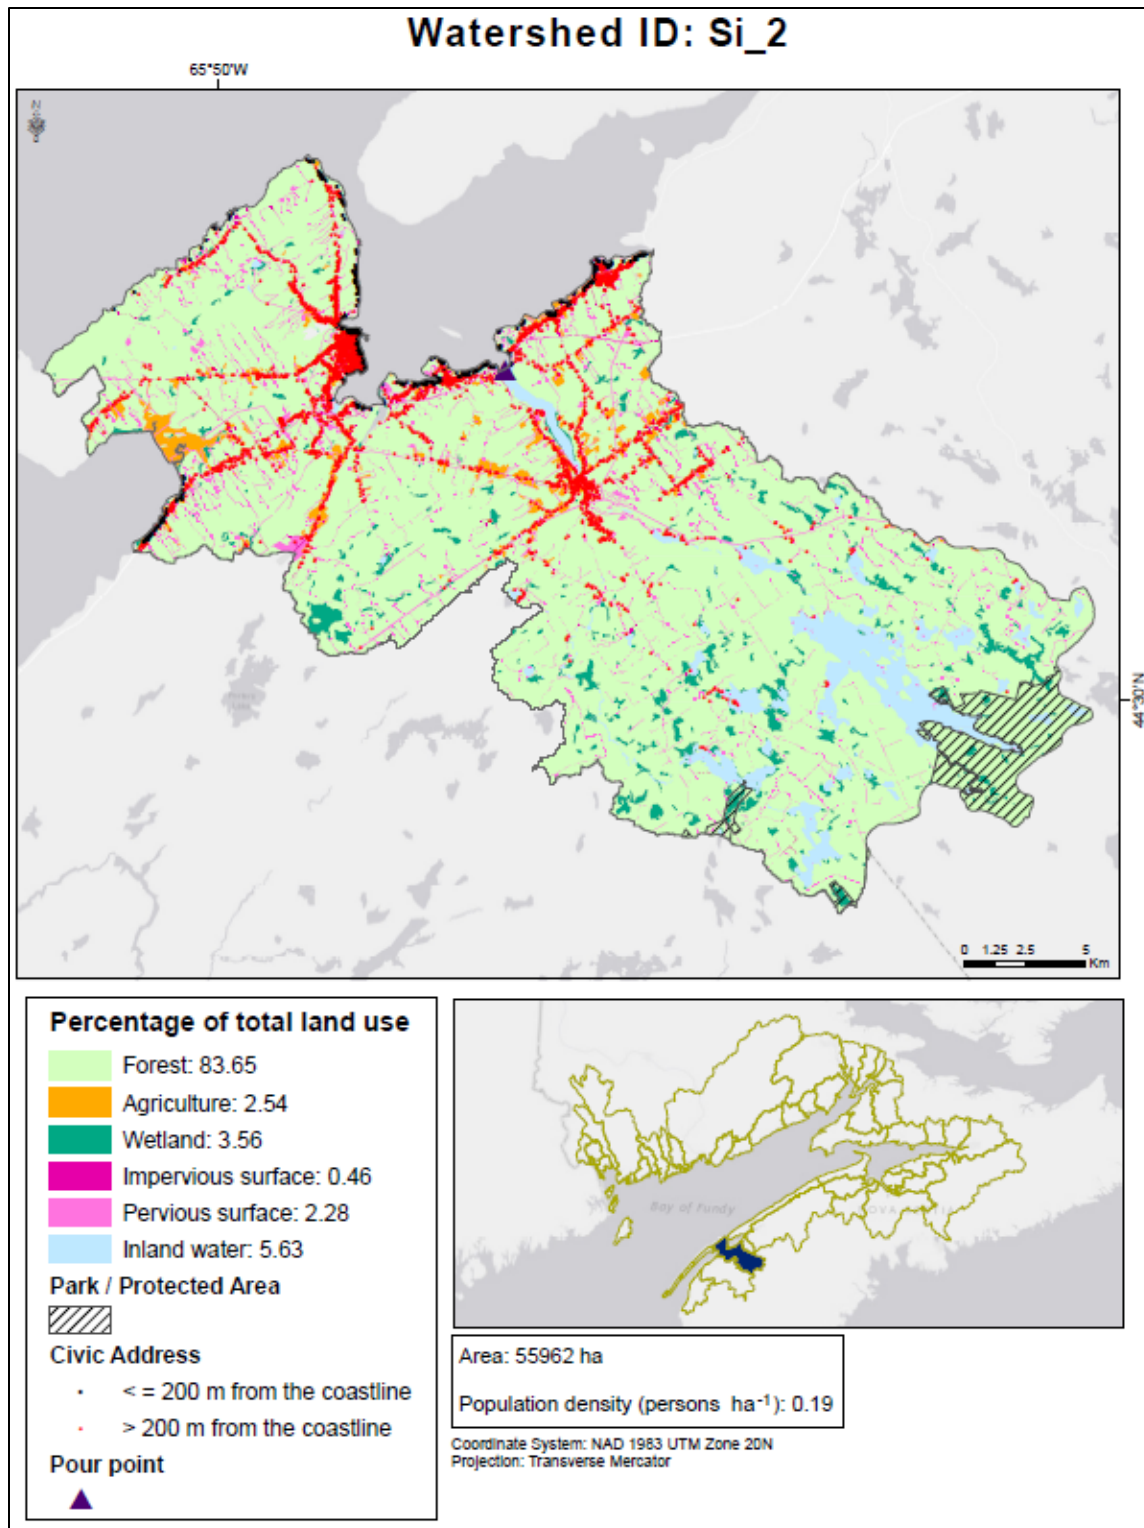 Watershed ID: Si_2
65°50'W
N
44°30'N
0 1.25 2.5 5
Km
Percentage of total land use
Forest: 83.65
Agriculture: 2.54
Wetland: 3.56
Impervious surface: 0.46
Pervious surface: 2.28
Inland water: 5.63
Park / Protected Area
Civic Address
< = 200 m from the coastline
> 200 m from the coastline
Pour point
Bay of Fundy
Area: 55962 ha
Population density (persons ha-1): 0.19
Coordinate System: NAD 1983 UTM Zone 20N
Projection: Transverse Mercator